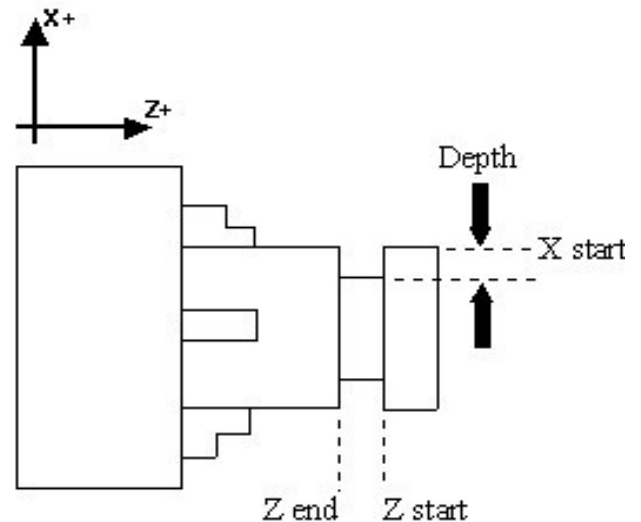 X+
Z+
Depth
X start
Z end
Z start